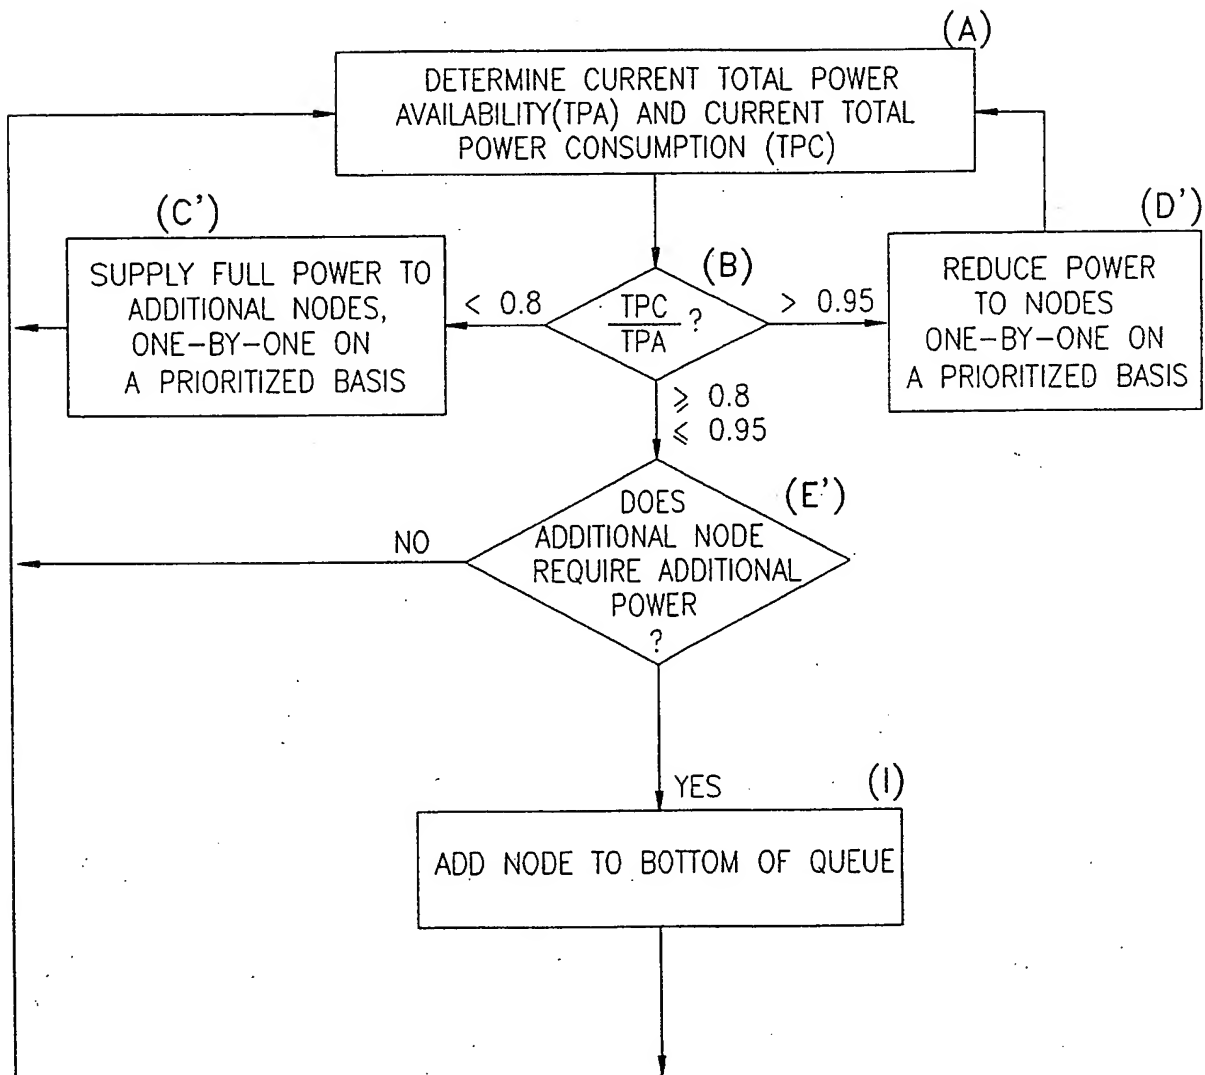 (A)
DETERMINE CURRENT TOTAL POWER
AVAILABILITY(TPA) AND CURRENT TOTAL
POWER CONSUMPTION (TPC)
(C')
SUPPLY FULL POWER TO
ADDITIONAL NODES,
ONE-BY-ONE ON
A PRIORITIZED BASIS
< 0.8
(B)
TPC
TPA
?
> 0.95
(D')
REDUCE POWER
TO NODES
ONE-BY-ONE ON
A PRIORITIZED BASIS
⩾ 0.8
⩽ 0.95
(E')
DOES
ADDITIONAL NODE
REQUIRE ADDITIONAL
POWER
?
NO
YES
(I)
ADD NODE TO BOTTOM OF QUEUE